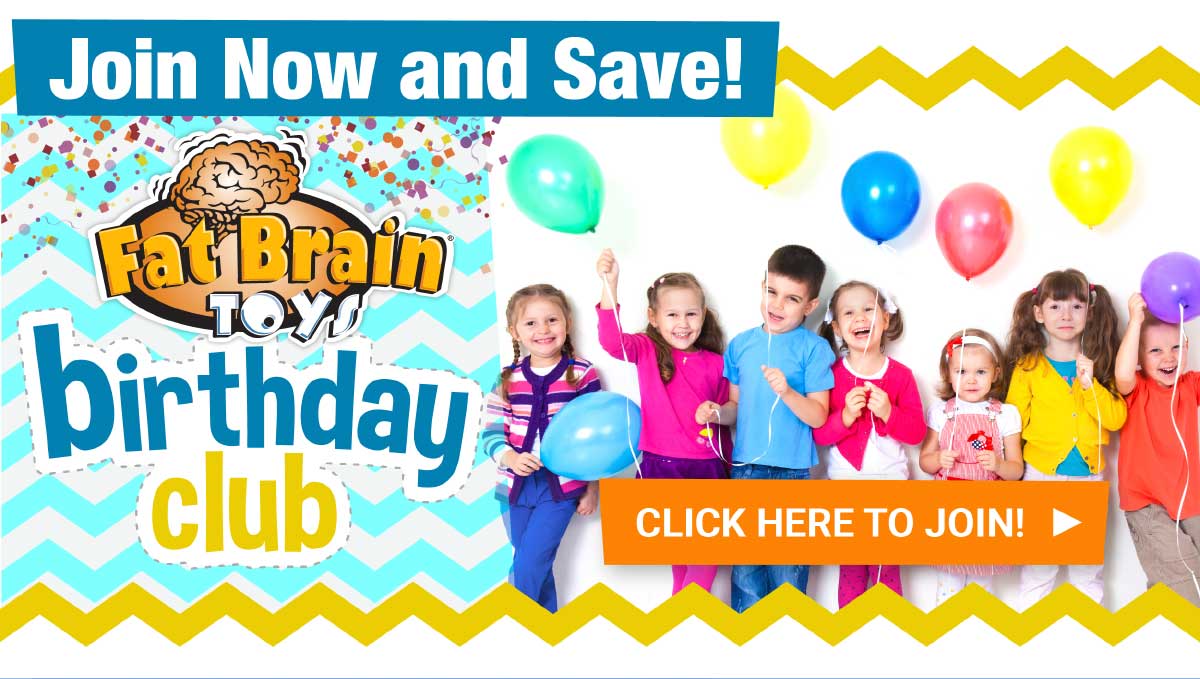 Join Now and Save!
Fat Brain®
TOYS
birthday
club
CLICK HERE TO JOIN!